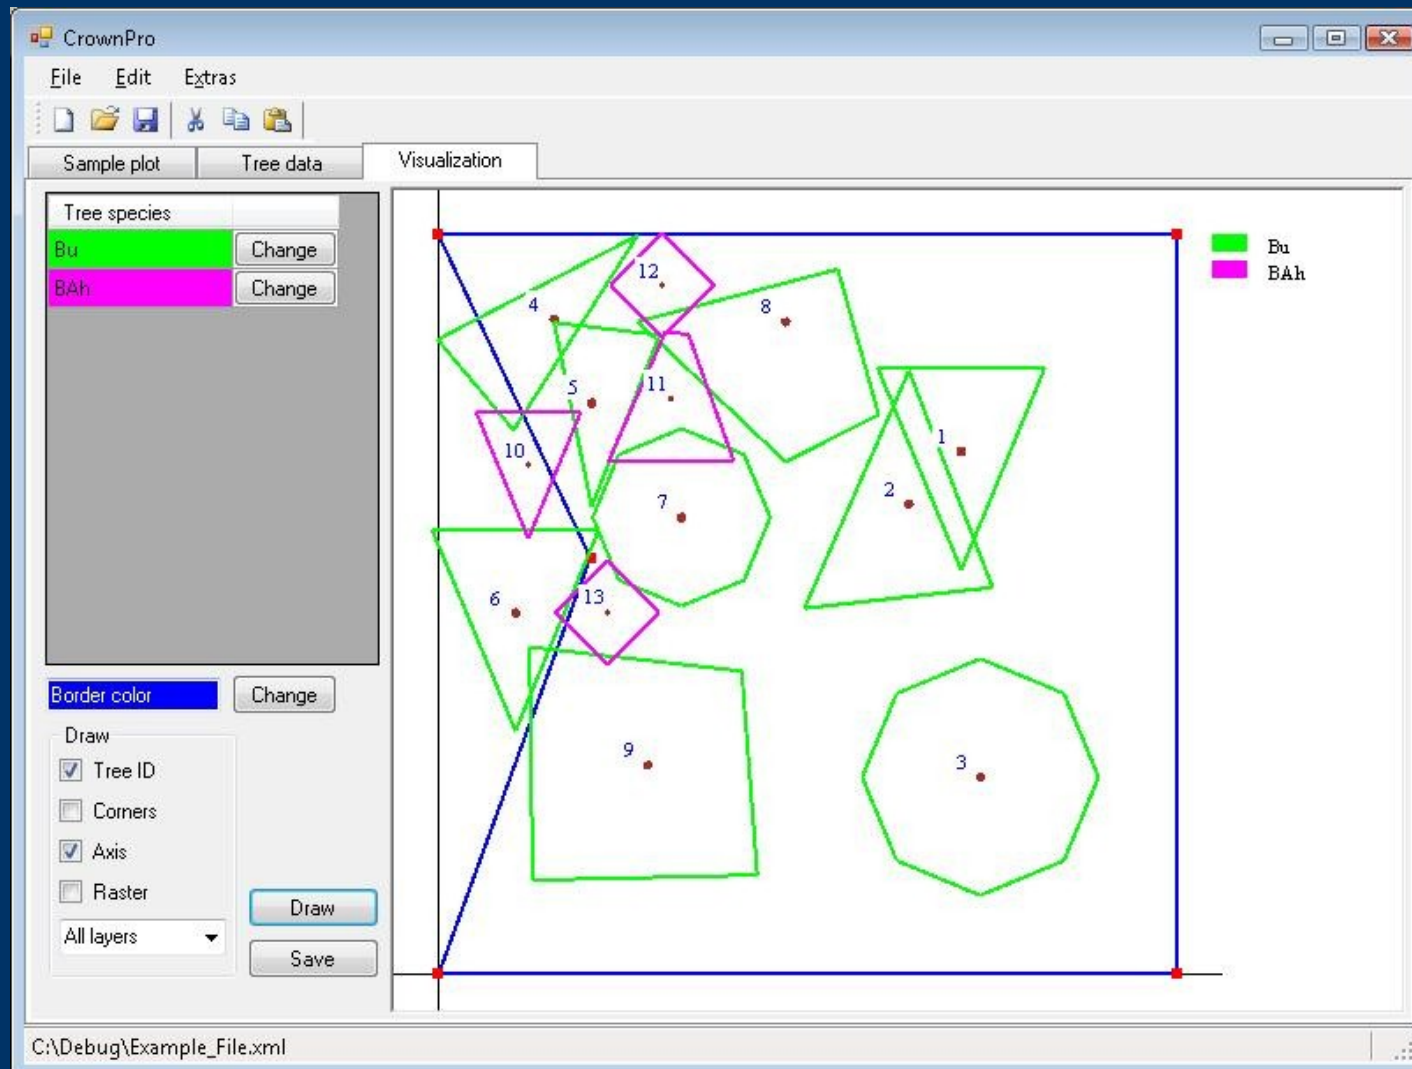 CrownPro
File Edit Extras
Sample plot Tree data Visualization
Tree species
Bu Change
BAh Change
Border color Change
Draw
Tree ID
Corners
Axis
Raster
All layers
Draw
Save
12
4
8
5
11
1
10
2
7
6
13
9
3
Bu
BAh
C:\Debug\Example_File.xml